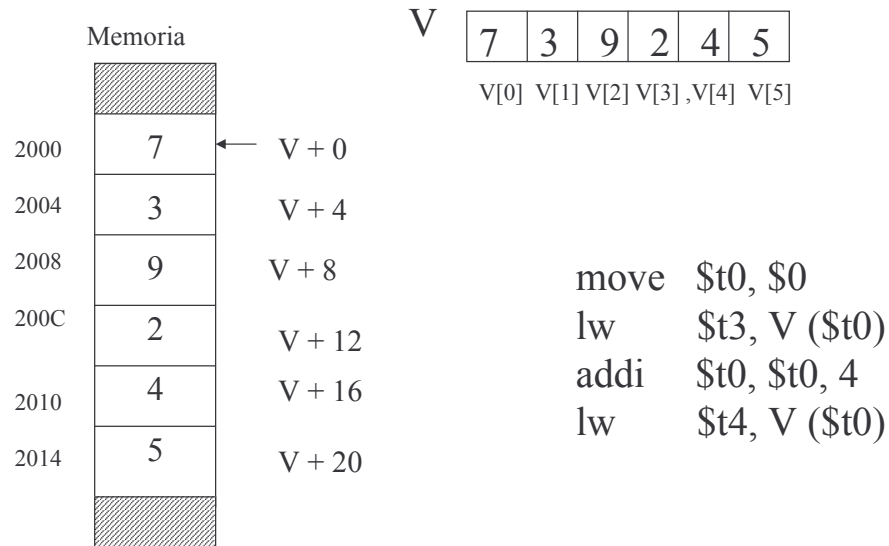 Memoria
2000 7 V + 0
2004 3 V + 4
2008 9 V + 8
200C 2 V + 12
2010 4 V + 16
2014 5 V + 20
V 7 3 9 2 4 5
V[0] V[1] V[2] V[3] ,V[4] V[5]
move $t0, $0
lw $t3, V ($t0)
addi $t0, $t0, 4
lw $t4, V ($t0)